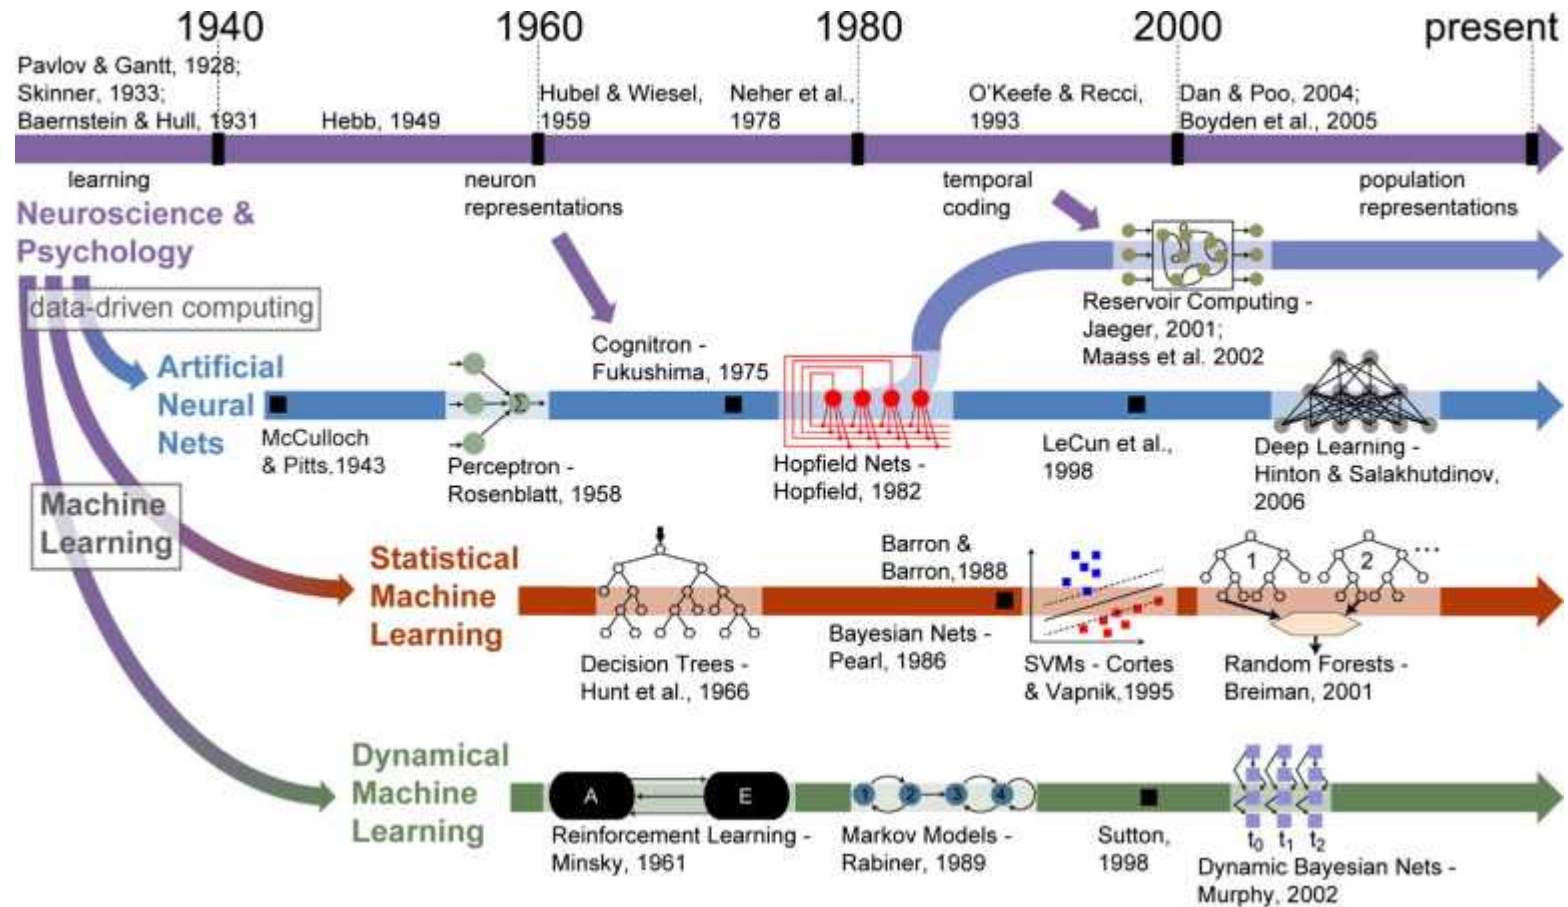 1940
1960
1980
2000
present
Pavlov & Gantt, 1928;
Skinner, 1933;
Baernstein & Hull, 1931
Hebb, 1949
Hubel & Wiesel,
1959
Neher et al.,
1978
O'Keefe & Recci,
1993
Dan & Poo, 2004;
Boyden et al., 2005
learning
neuron
representations
temporal
coding
population
representations
Neuroscience &
Psychology
data-driven computing
Reservoir Computing -
Jaeger, 2001;
Maass et al. 2002
Artificial
Neural
Nets
McCulloch
& Pitts,1943
Σ
Perceptron -
Rosenblatt, 1958
Cognitron -
Fukushima, 1975
Hopfield Nets -
Hopfield, 1982
LeCun et al.,
1998
Deep Learning -
Hinton & Salakhutdinov,
2006
Machine
Learning
Statistical
Machine
Learning
Decision Trees -
Hunt et al., 1966
Barron &
Barron,1988
Bayesian Nets -
Pearl, 1986
SVMs - Cortes
& Vapnik,1995
1
2
...
Random Forests -
Breiman, 2001
Dynamical
Machine
Learning
A
E
Reinforcement Learning -
Minsky, 1961
1 2 3 4
Markov Models -
Rabiner, 1989
Sutton,
1998
t0 t1 t2
Dynamic Bayesian Nets -
Murphy, 2002